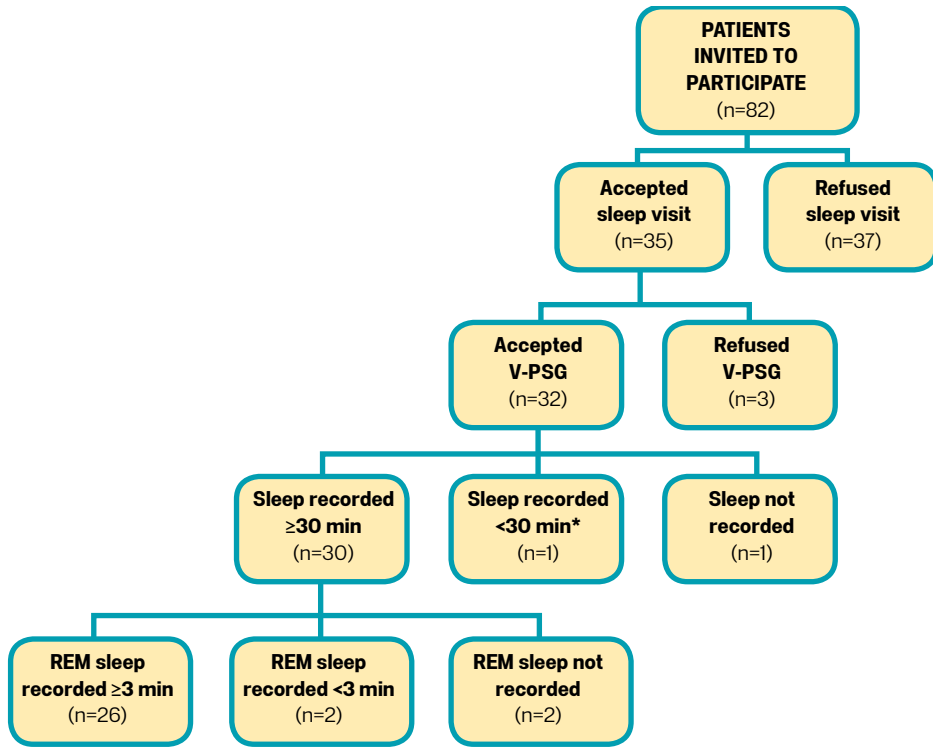 PATIENTS
INVITED TO
PARTICIPATE
(n=82)
Accepted
sleep visit
(n=35)
Refused
sleep visit
(n=37)
Accepted
V-PSG
(n=32)
Refused
V-PSG
(n=3)
Sleep recorded
≥30 min
(n=30)
Sleep recorded
<30 min*
(n=1)
Sleep not
recorded
(n=1)
REM sleep
recorded ≥3 min
(n=26)
REM sleep
recorded <3 min
(n=2)
REM sleep not
recorded
(n=2)